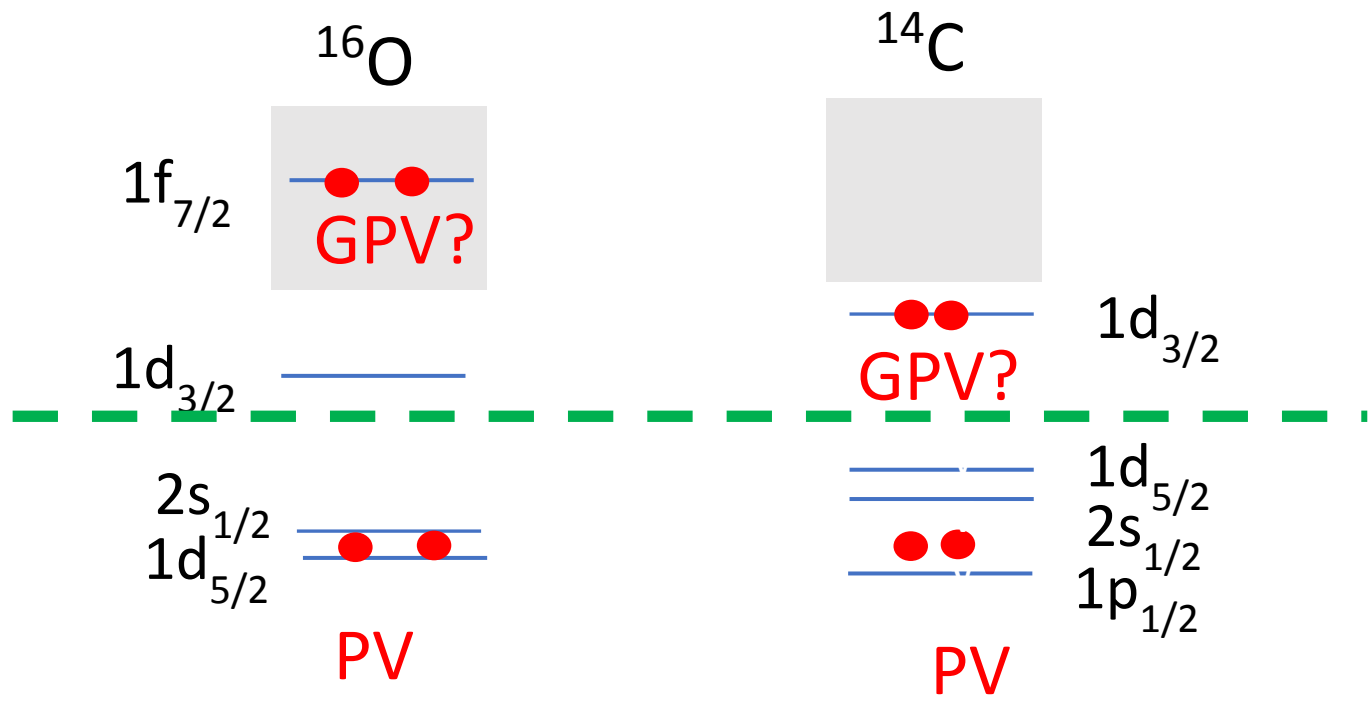 ¹⁶O
¹⁴C
1f₇/₂
GPV?
1d₃/₂
1d₃/₂
GPV?
2s₁/₂
1d₅/₂
1d₅/₂
2s₁/₂
1p₁/₂
PV
PV